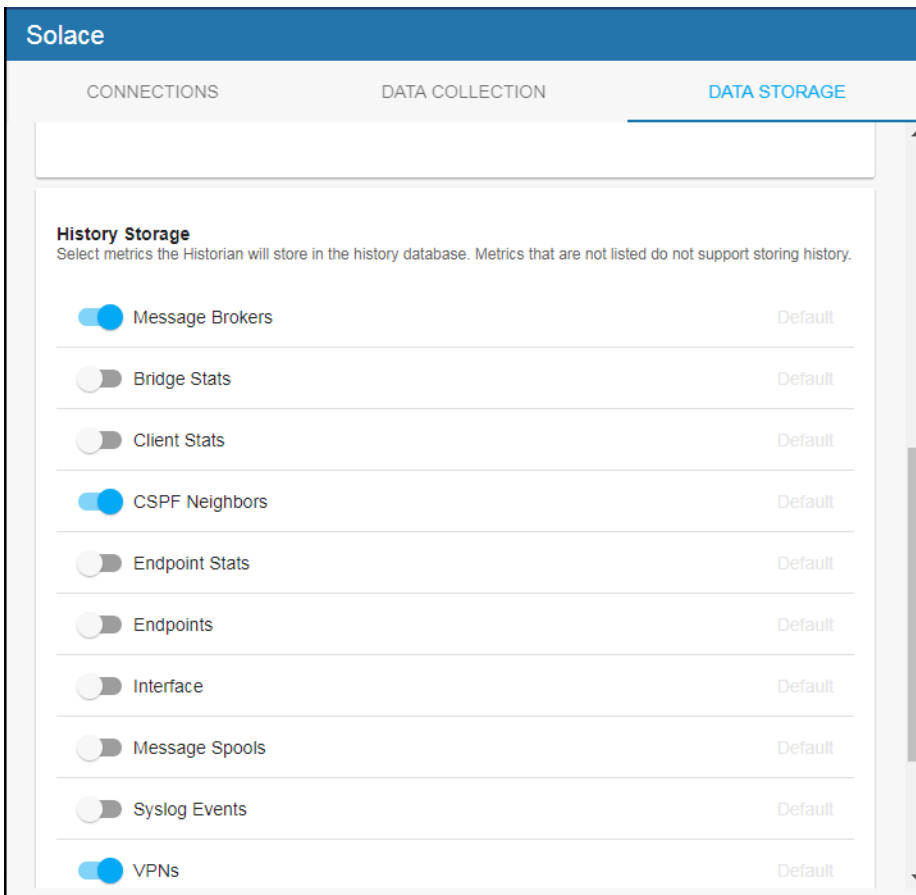 Solace
CONNECTIONS DATA COLLECTION DATA STORAGE
History Storage
Select metrics the Historian will store in the history database. Metrics that are not listed do not support storing history.
Message Brokers Default
Bridge Stats Default
Client Stats Default
CSPF Neighbors Default
Endpoint Stats Default
Endpoints Default
Interface Default
Message Spools Default
Syslog Events Default
VPNs Default